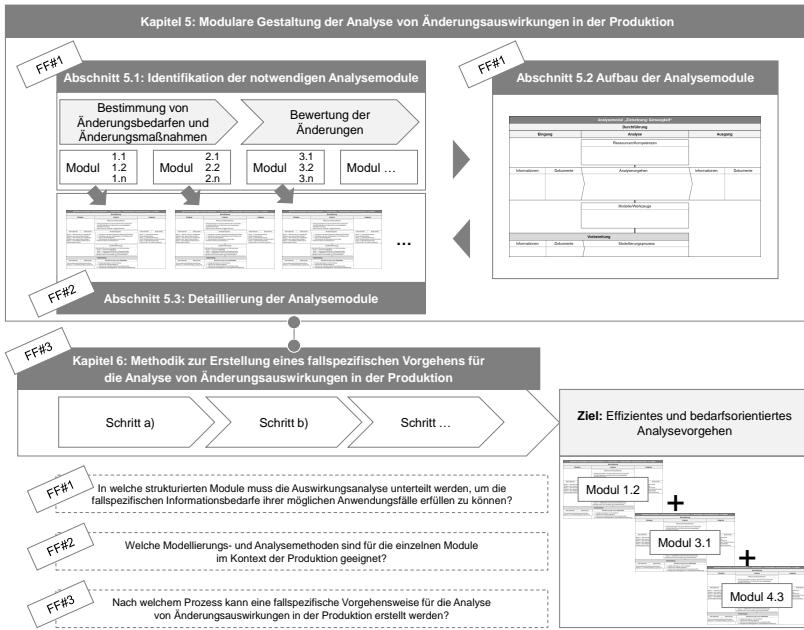 Kapitel 5: Modulare Gestaltung der Analyse von Änderungsauswirkungen in der Produktion
FF#1
Abschnitt 5.1: Identifikation der notwendigen Analysemodule
Bestimmung von
Änderungsbedarfen und
Änderungsmaßnahmen
Bewertung der
Änderungen
Modul
1.1
1.2
1.n
Modul
2.1
2.2
2.n
Modul
3.1
3.2
3.n
Modul …
...
FF#2
Abschnitt 5.3: Detaillierung der Analysemodule
FF#1
Abschnitt 5.2 Aufbau der Analysemodule
Durchführung
Eingang
Analyse
Ausgang
Ressourcen/Kompetenzen
Informationen
Dokumente
Analysevorgehen
Informationen
Dokumente
Modelle/Werkzeuge
Vorbereitung
Informationen
Dokumente
Modellierungsprozess
FF#3
Kapitel 6: Methodik zur Erstellung eines fallspezifischen Vorgehens für
die Analyse von Änderungsauswirkungen in der Produktion
Schritt a)
Schritt b)
Schritt …
Ziel: Effizientes und bedarfsorientiertes
Analysevorgehen
Modul 1.2
+
Modul 3.1
+
Modul 4.3
FF#1
In welche strukturierten Module muss die Auswirkungsanalyse unterteilt werden, um die
fallspezifischen Informationsbedarfe ihrer möglichen Anwendungsfälle erfüllen zu können?
FF#2
Welche Modellierungs- und Analysemethoden sind für die einzelnen Module
im Kontext der Produktion geeignet?
FF#3
Nach welchem Prozess kann eine fallspezifische Vorgehensweise für die Analyse
von Änderungsauswirkungen in der Produktion erstellt werden?